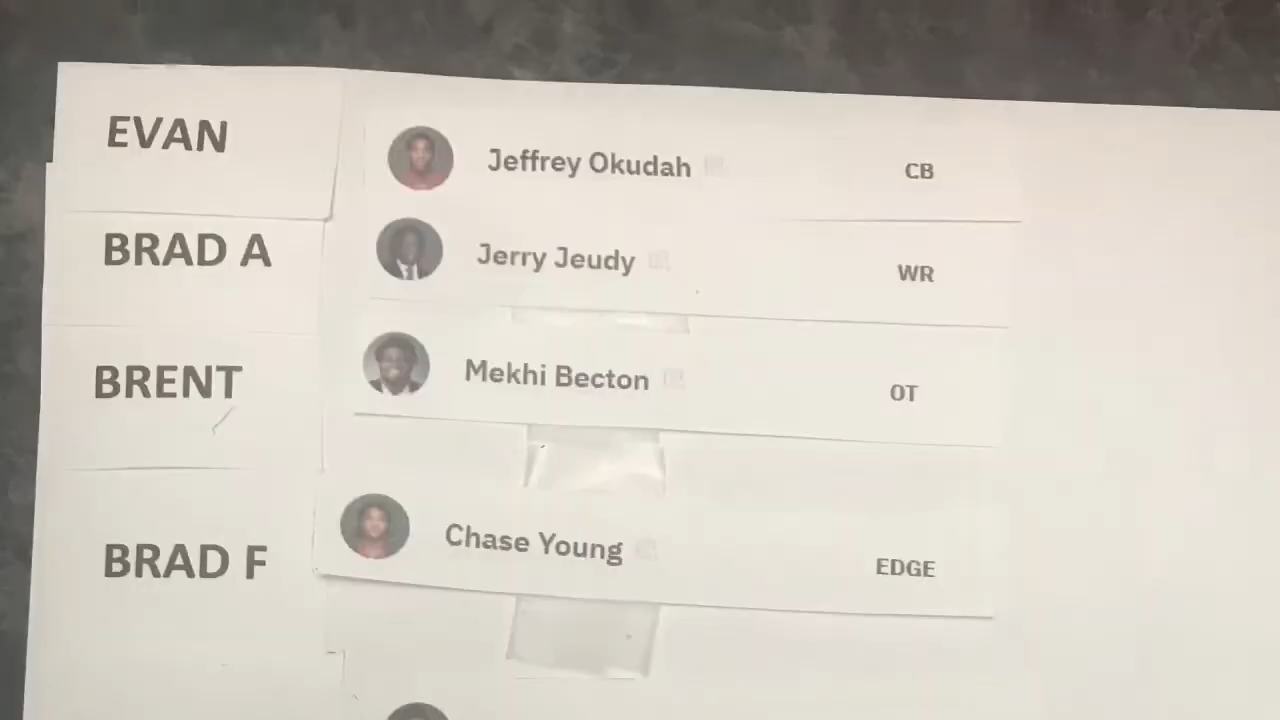 EVAN
Jeffrey Okudah
CB
BRAD A
Jerry Jeudy
WR
BRENT
Mekhi Becton
OT
BRAD F
Chase Young
EDGE